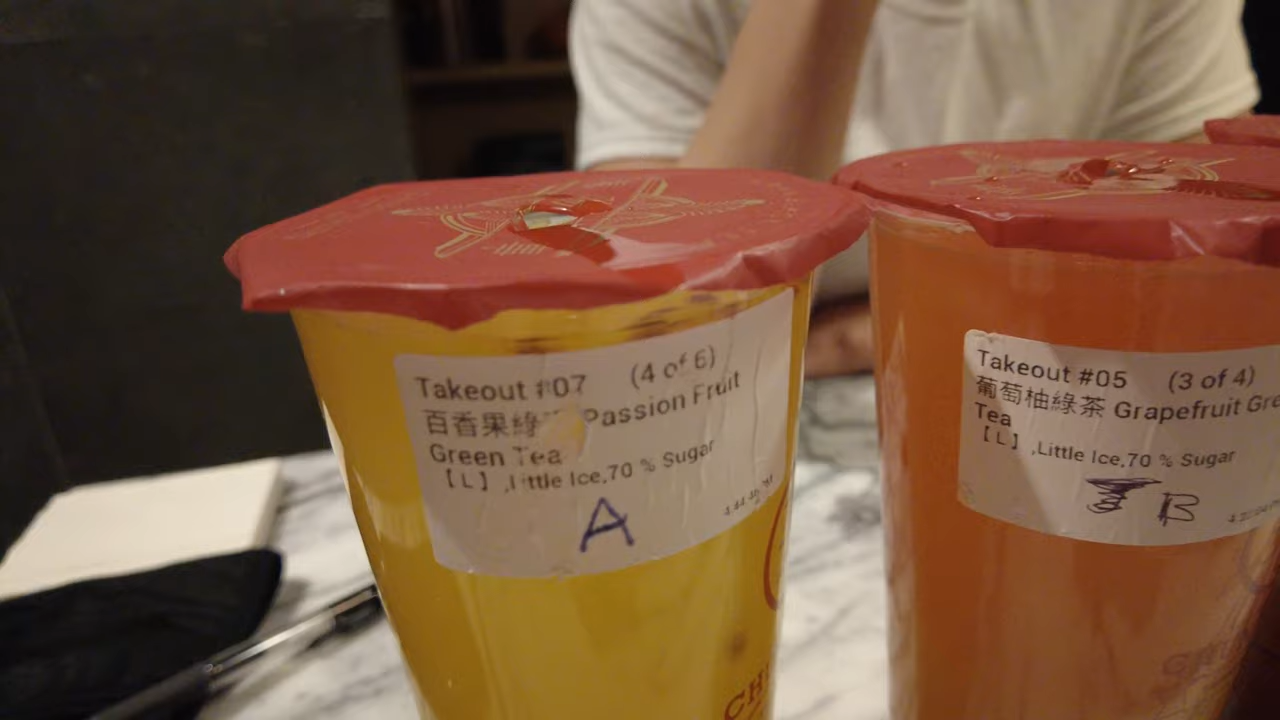 Takeout #07 (4 of 6)
百香果綠 Passion Fruit
Green Tea
【L】,Little Ice,70 % Sugar
A
Takeout #05 (3 of 4)
葡萄柚綠茶 Grapefruit Gre
Tea
【L】,Little Ice,70 % Sugar
B